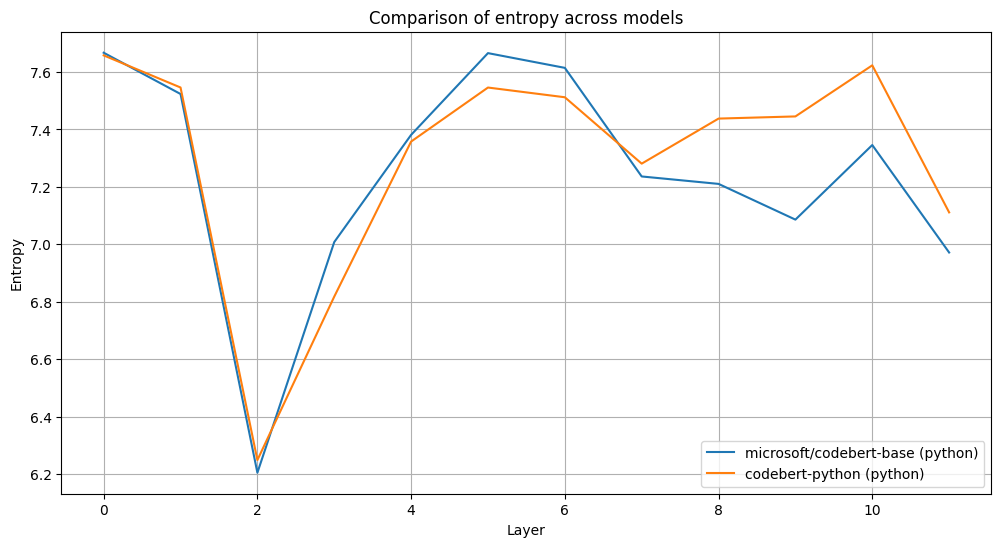 Comparison of entropy across models
Entropy
7.6
7.4
7.2
7.0
6.8
6.6
6.4
6.2
0 2 4 6 8 10
Layer
microsoft/codebert-base (python)
codebert-python (python)